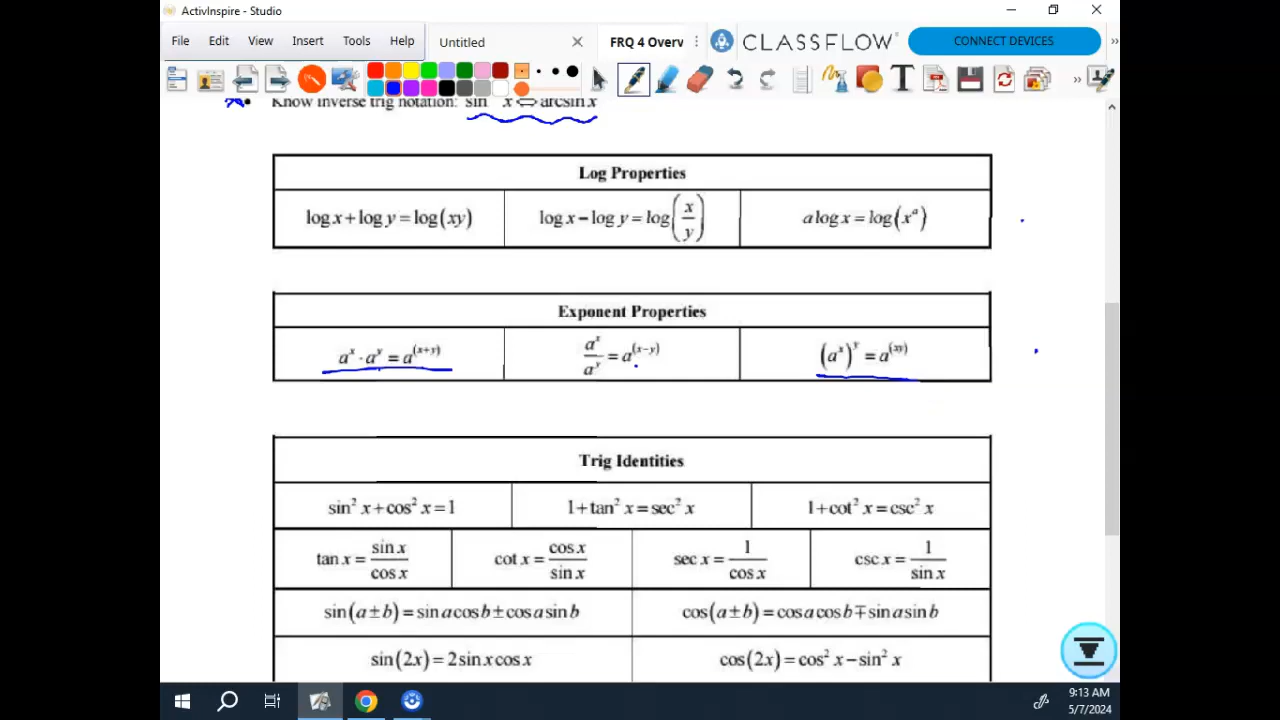 ActivInspire - Studio
File Edit View Insert Tools Help Untitled FRQ 4 Overv CLASSFLOW CONNECT DEVICES
Know inverse trig notation: sin x ⇔ arcsin x
Log Properties
log x + log y = log(xy) log x − log y = log(x/y) a log x = log(x^a)
Exponent Properties
a^x · a^y = a^(x+y) a^x/a^y = a^(x−y) (a^x)^y = a^(xy)
Trig Identities
sin² x + cos² x = 1 1 + tan² x = sec² x 1 + cot² x = csc² x
tan x = sin x/cos x cot x = cos x/sin x sec x = 1/cos x csc x = 1/sin x
sin(a ± b) = sin a cos b ± cos a sin b cos(a ± b) = cos a cos b ∓ sin a sin b
sin(2x) = 2 sin x cos x cos(2x) = cos² x − sin² x
9:13 AM
5/7/2024